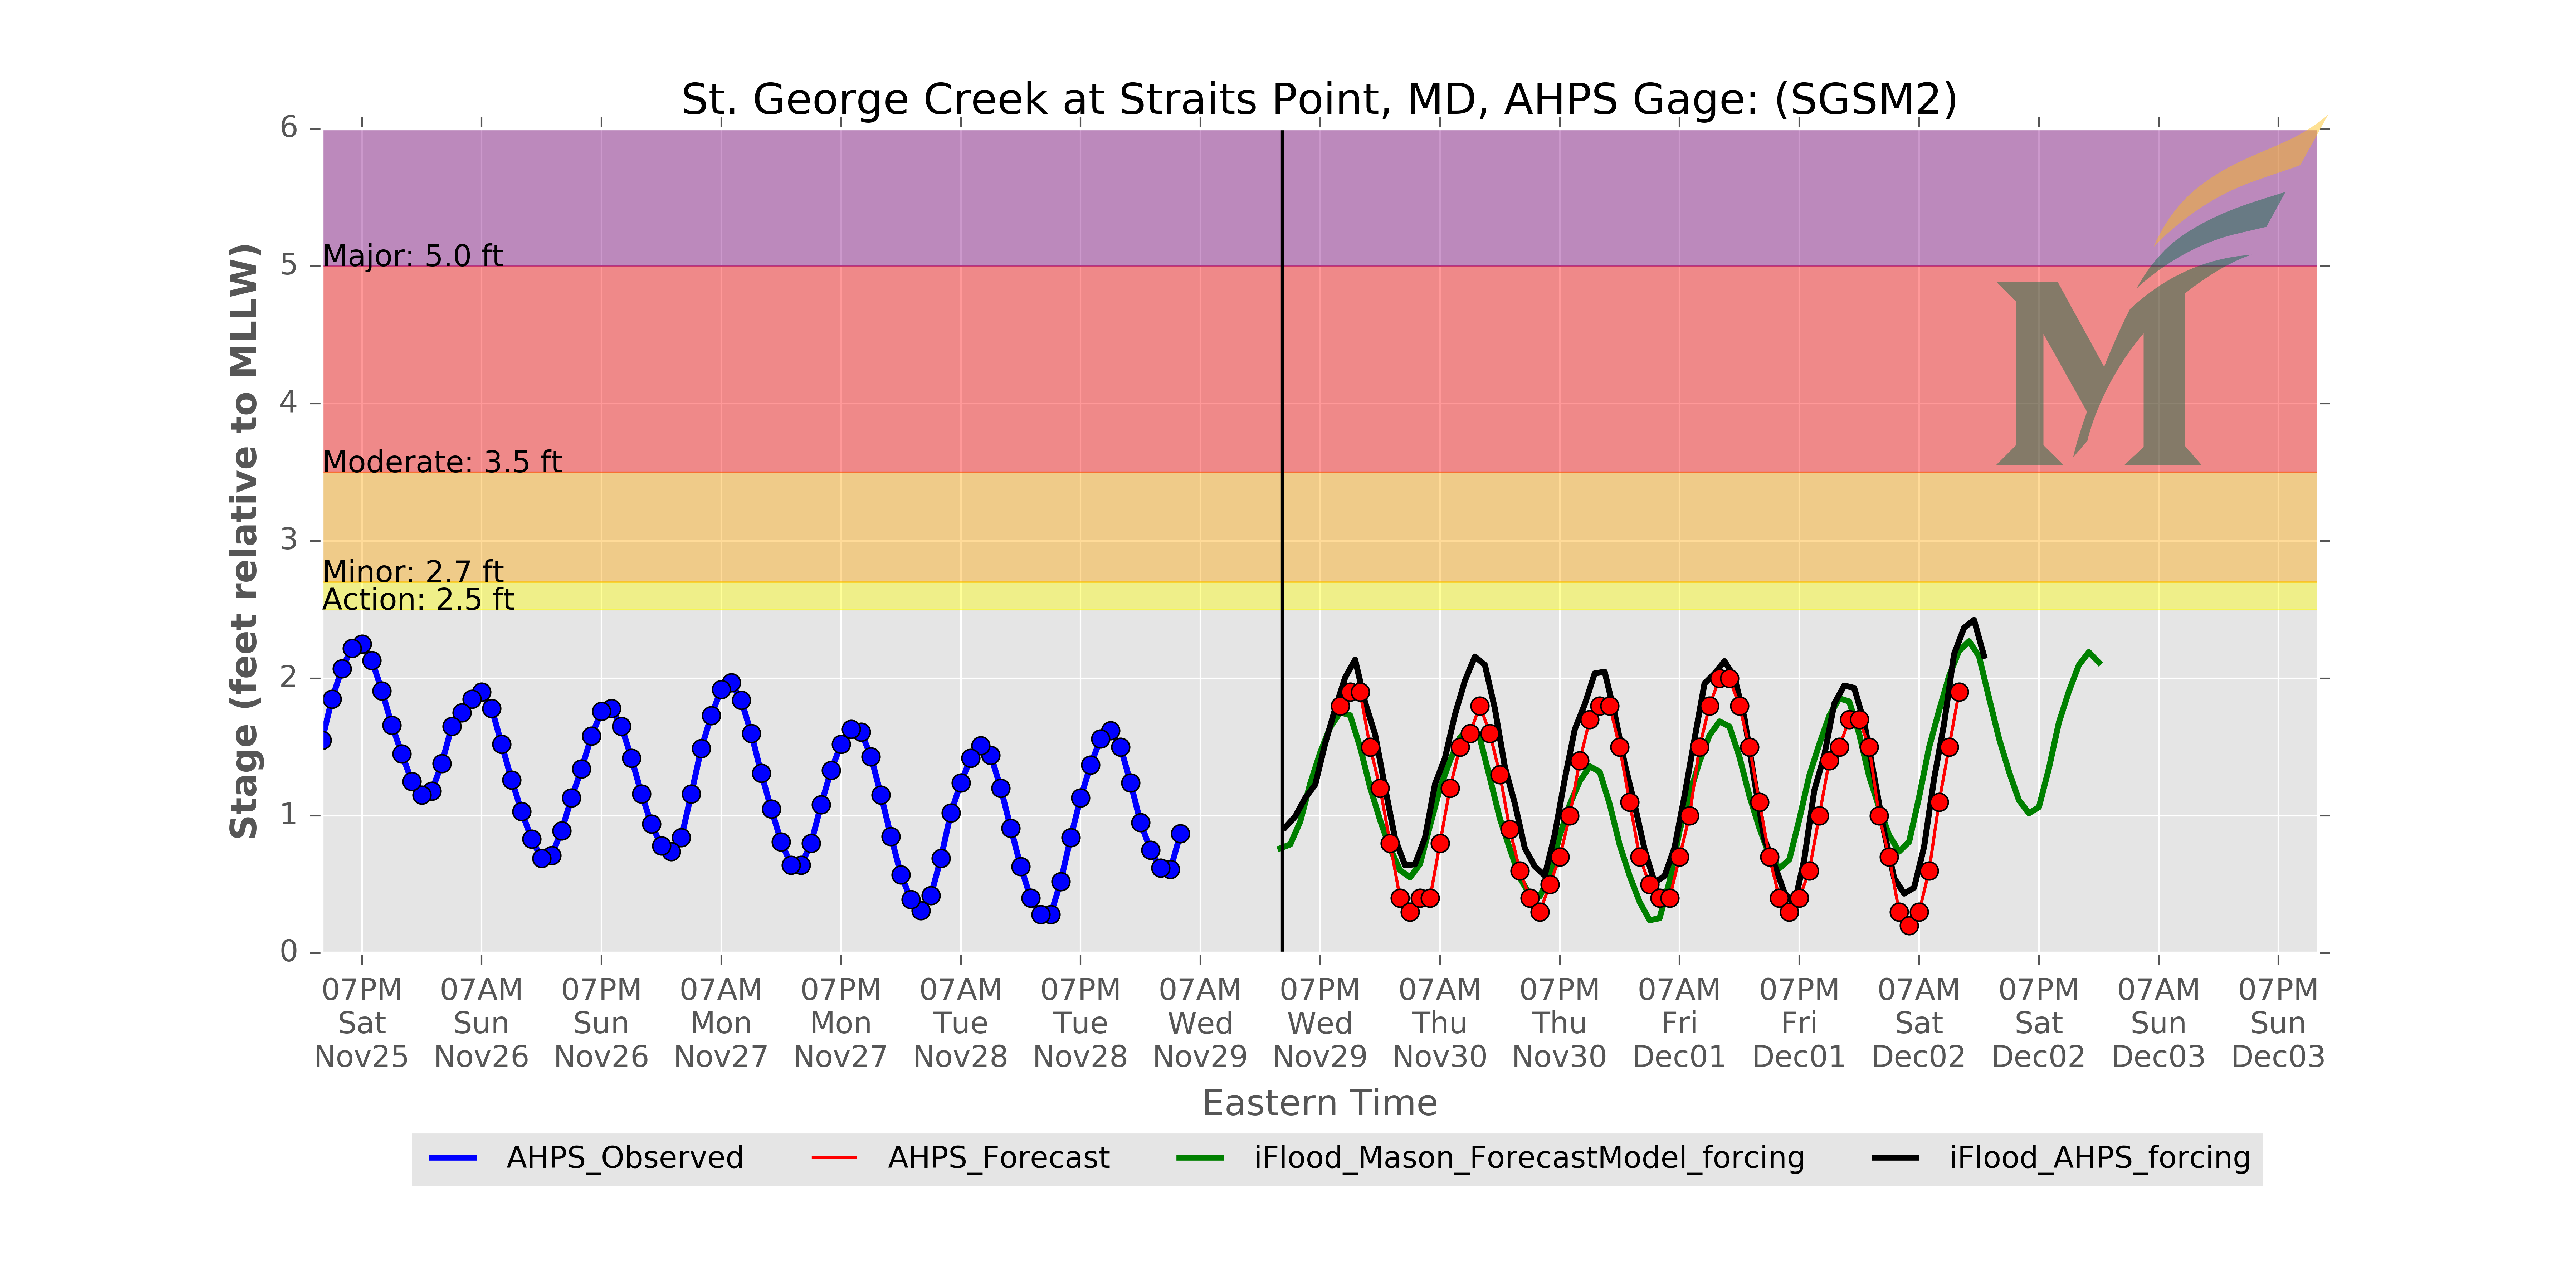 St. George Creek at Straits Point, MD, AHPS Gage: (SGSM2)
Stage (feet relative to MLLW)
6
5
4
3
2
1
0
Major: 5.0 ft
Moderate: 3.5 ft
Minor: 2.7 ft
Action: 2.5 ft
07PM 07AM 07PM 07AM 07PM 07AM 07PM 07AM 07PM 07AM 07PM 07AM 07PM 07AM 07PM 07AM 07PM
Sat Sun Sun Mon Mon Tue Tue Wed Wed Thu Thu Fri Fri Sat Sat Sun Sun
Nov25 Nov26 Nov26 Nov27 Nov27 Nov28 Nov28 Nov29 Nov29 Nov30 Nov30 Dec01 Dec01 Dec02 Dec02 Dec03 Dec03
Eastern Time
AHPS_Observed AHPS_Forecast iFlood_Mason_ForecastModel_forcing iFlood_AHPS_forcing